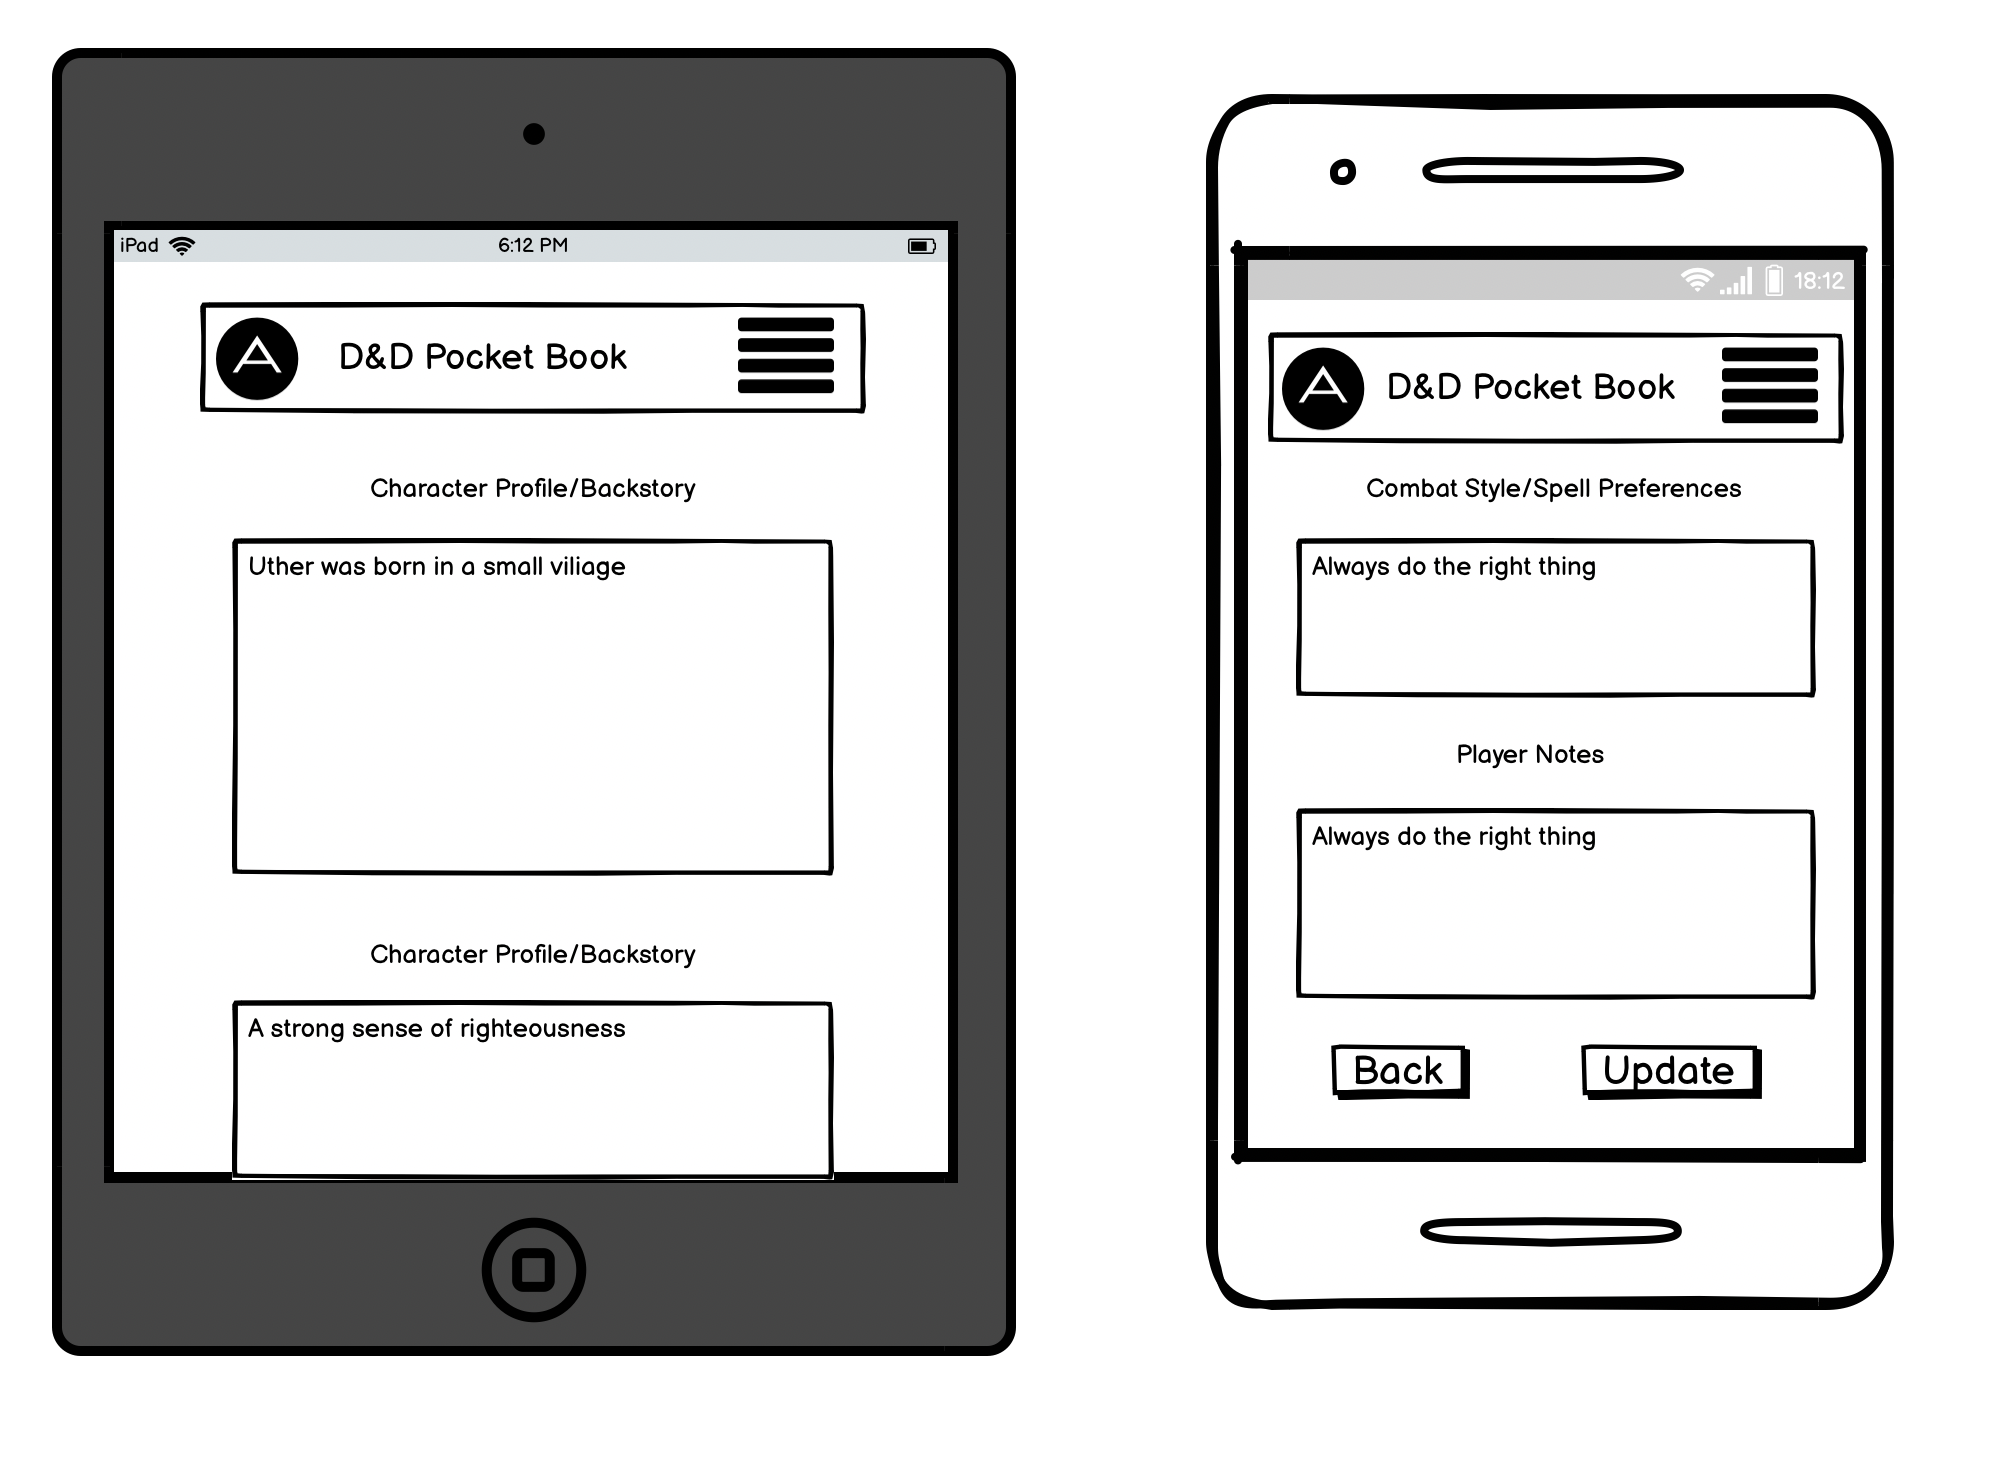 iPad 6:12 PM
A D&D Pocket Book
Character Profile/Backstory
Uther was born in a small viliage
Character Profile/Backstory
A strong sense of righteousness
18:12
A D&D Pocket Book
Combat Style/Spell Preferences
Always do the right thing
Player Notes
Always do the right thing
Back Update